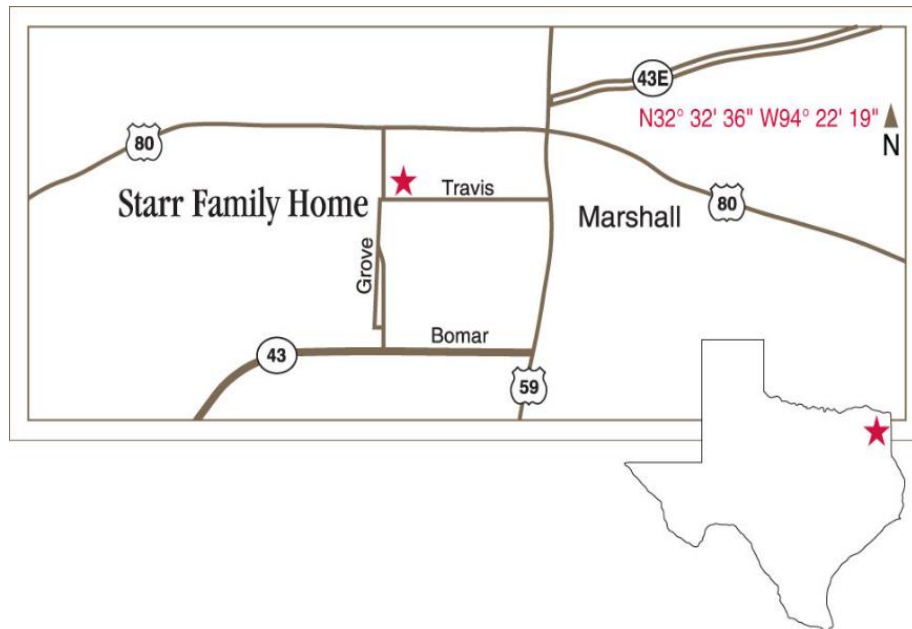 43E
N32° 32' 36" W94° 22' 19"
N
80
Travis
Starr Family Home
Marshall
80
Grove
Bomar
43
59